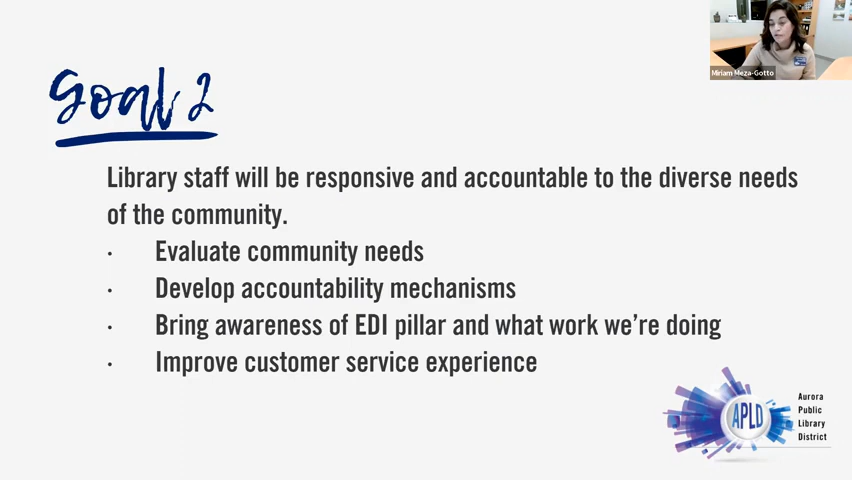 Miriam Meza-Gotto
Goal 2
Library staff will be responsive and accountable to the diverse needs
of the community.
· Evaluate community needs
· Develop accountability mechanisms
· Bring awareness of EDI pillar and what work we’re doing
· Improve customer service experience
APLD
Aurora
Public
Library
District